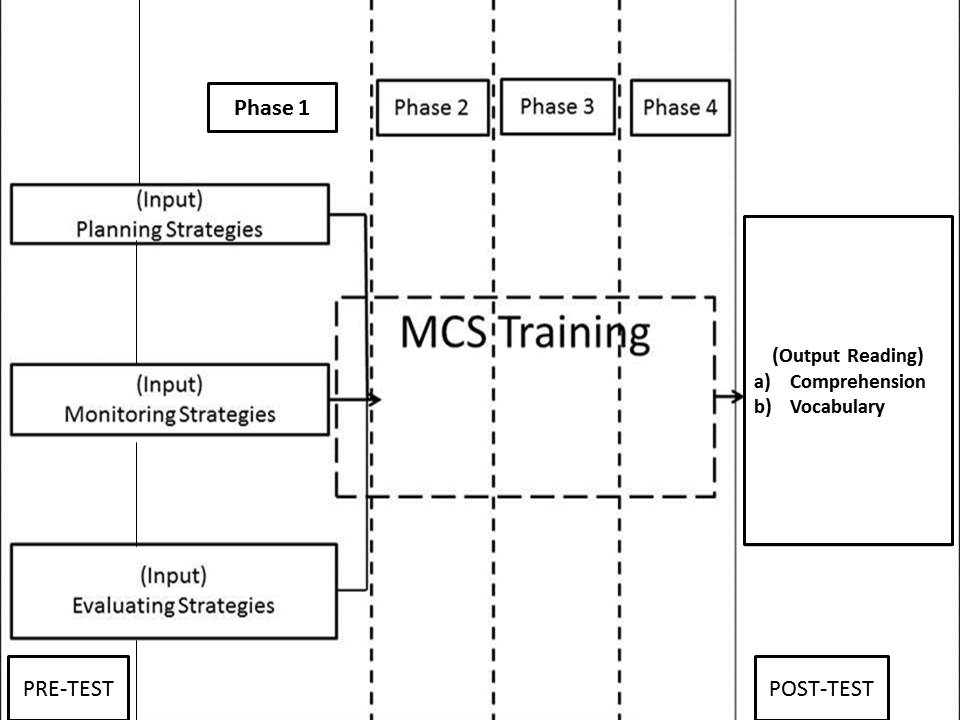 Phase 1
Phase 2
Phase 3
Phase 4
(Input)
Planning Strategies
MCS Training
(Input)
Monitoring Strategies
(Output Reading)
a) Comprehension
b) Vocabulary
(Input)
Evaluating Strategies
PRE-TEST
POST-TEST